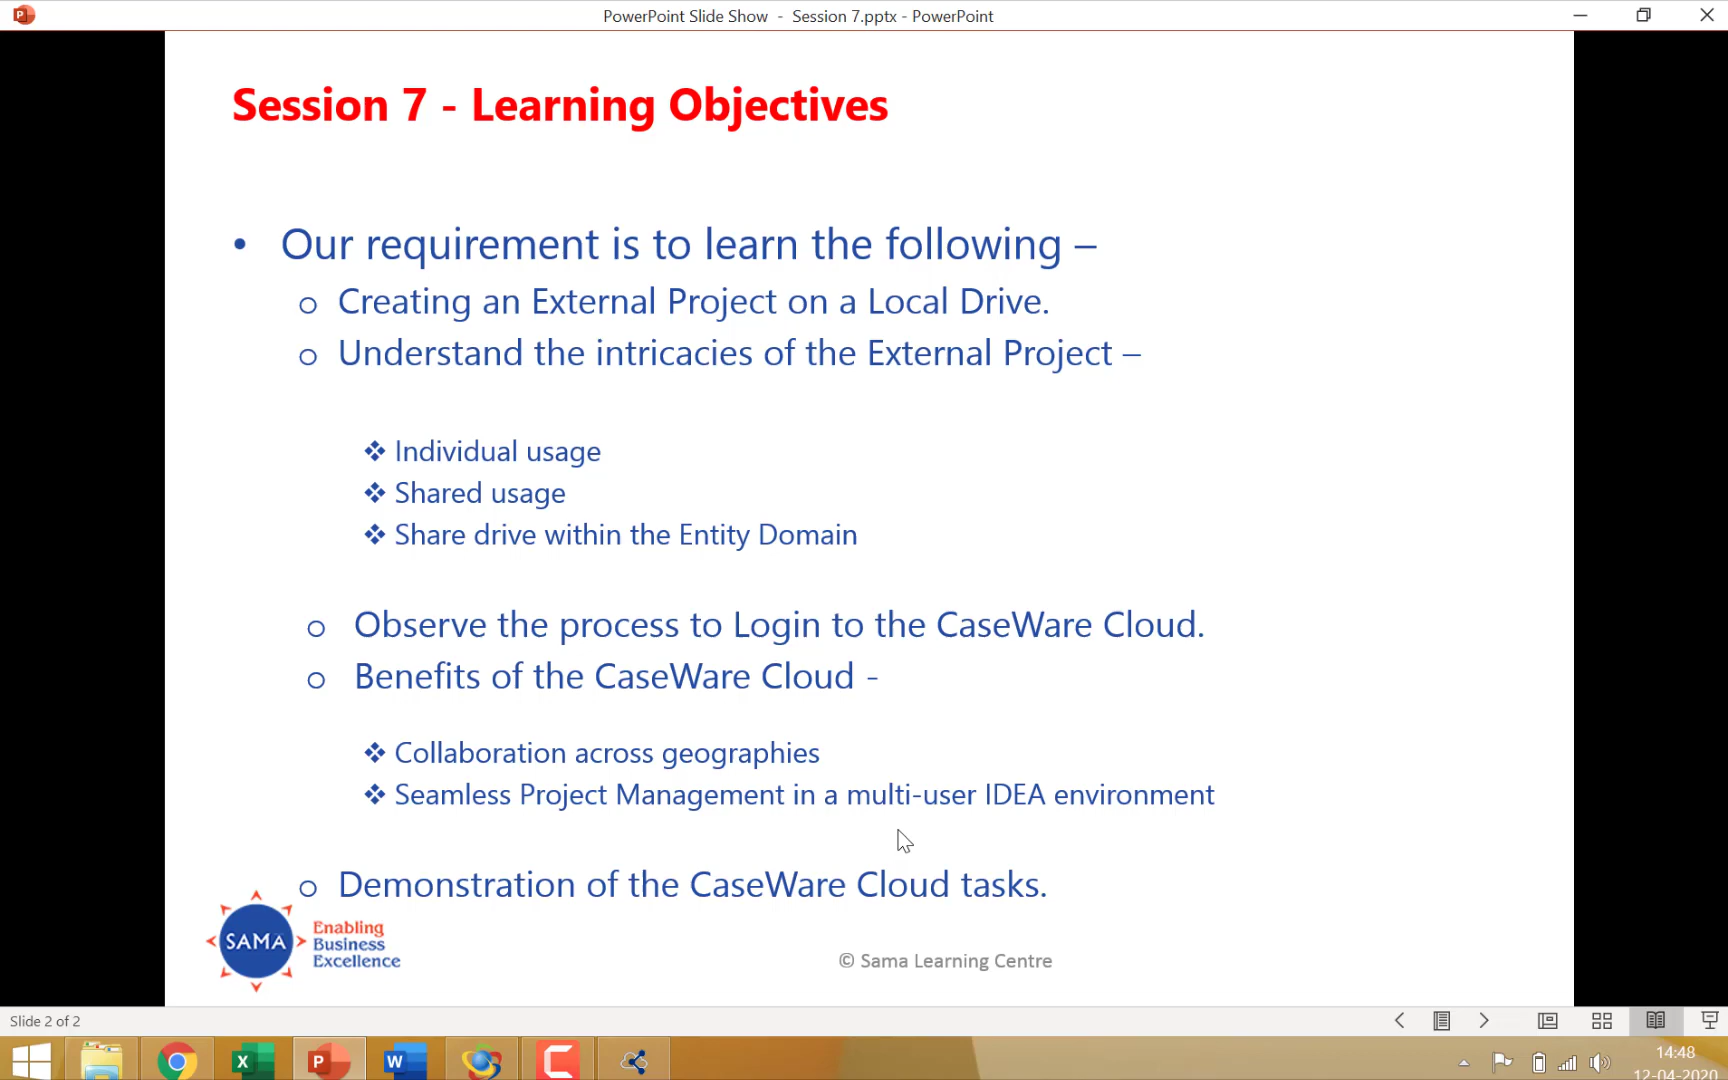 PowerPoint Slide Show - Session 7.pptx - PowerPoint
Session 7 - Learning Objectives
• Our requirement is to learn the following –
o Creating an External Project on a Local Drive.
o Understand the intricacies of the External Project –
❖ Individual usage
❖ Shared usage
❖ Share drive within the Entity Domain
o Observe the process to Login to the CaseWare Cloud.
o Benefits of the CaseWare Cloud -
❖ Collaboration across geographies
❖ Seamless Project Management in a multi-user IDEA environment
o Demonstration of the CaseWare Cloud tasks.
SAMA
Enabling
Business
Excellence
© Sama Learning Centre
Slide 2 of 2
14:48
12-04-2020